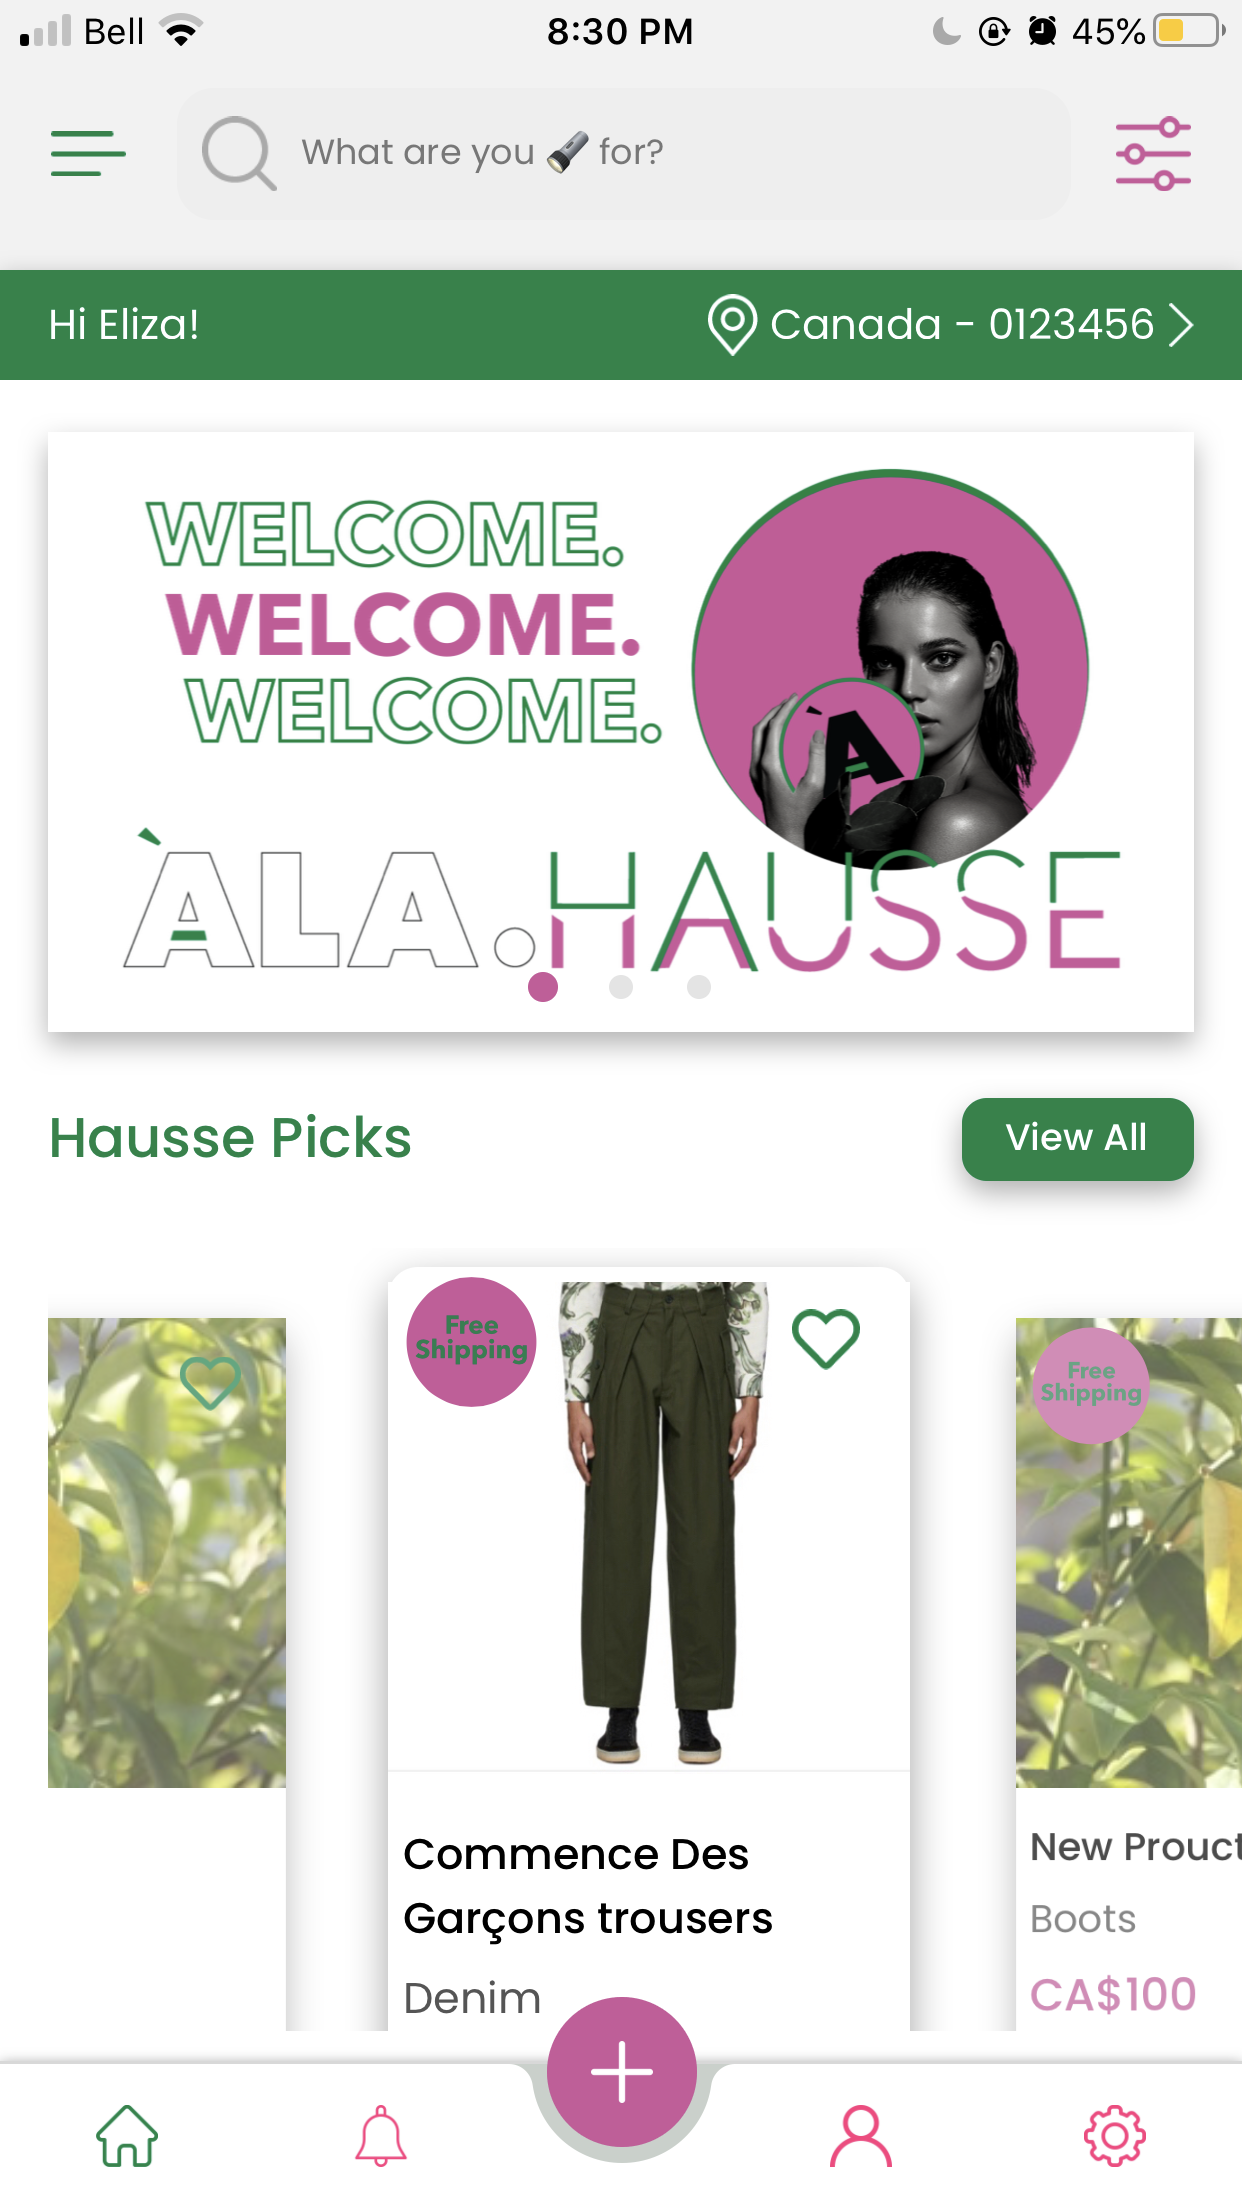 Bell
8:30 PM
45%
What are you 🔦 for?
Hi Eliza!
Canada - 0123456
WELCOME.
WELCOME.
WELCOME.
À
ÀLA.HAUSSE
Hausse Picks
View All
Free
Shipping
Free
Shipping
Commence Des
Garçons trousers
Denim
New Prouct
Boots
CA$100